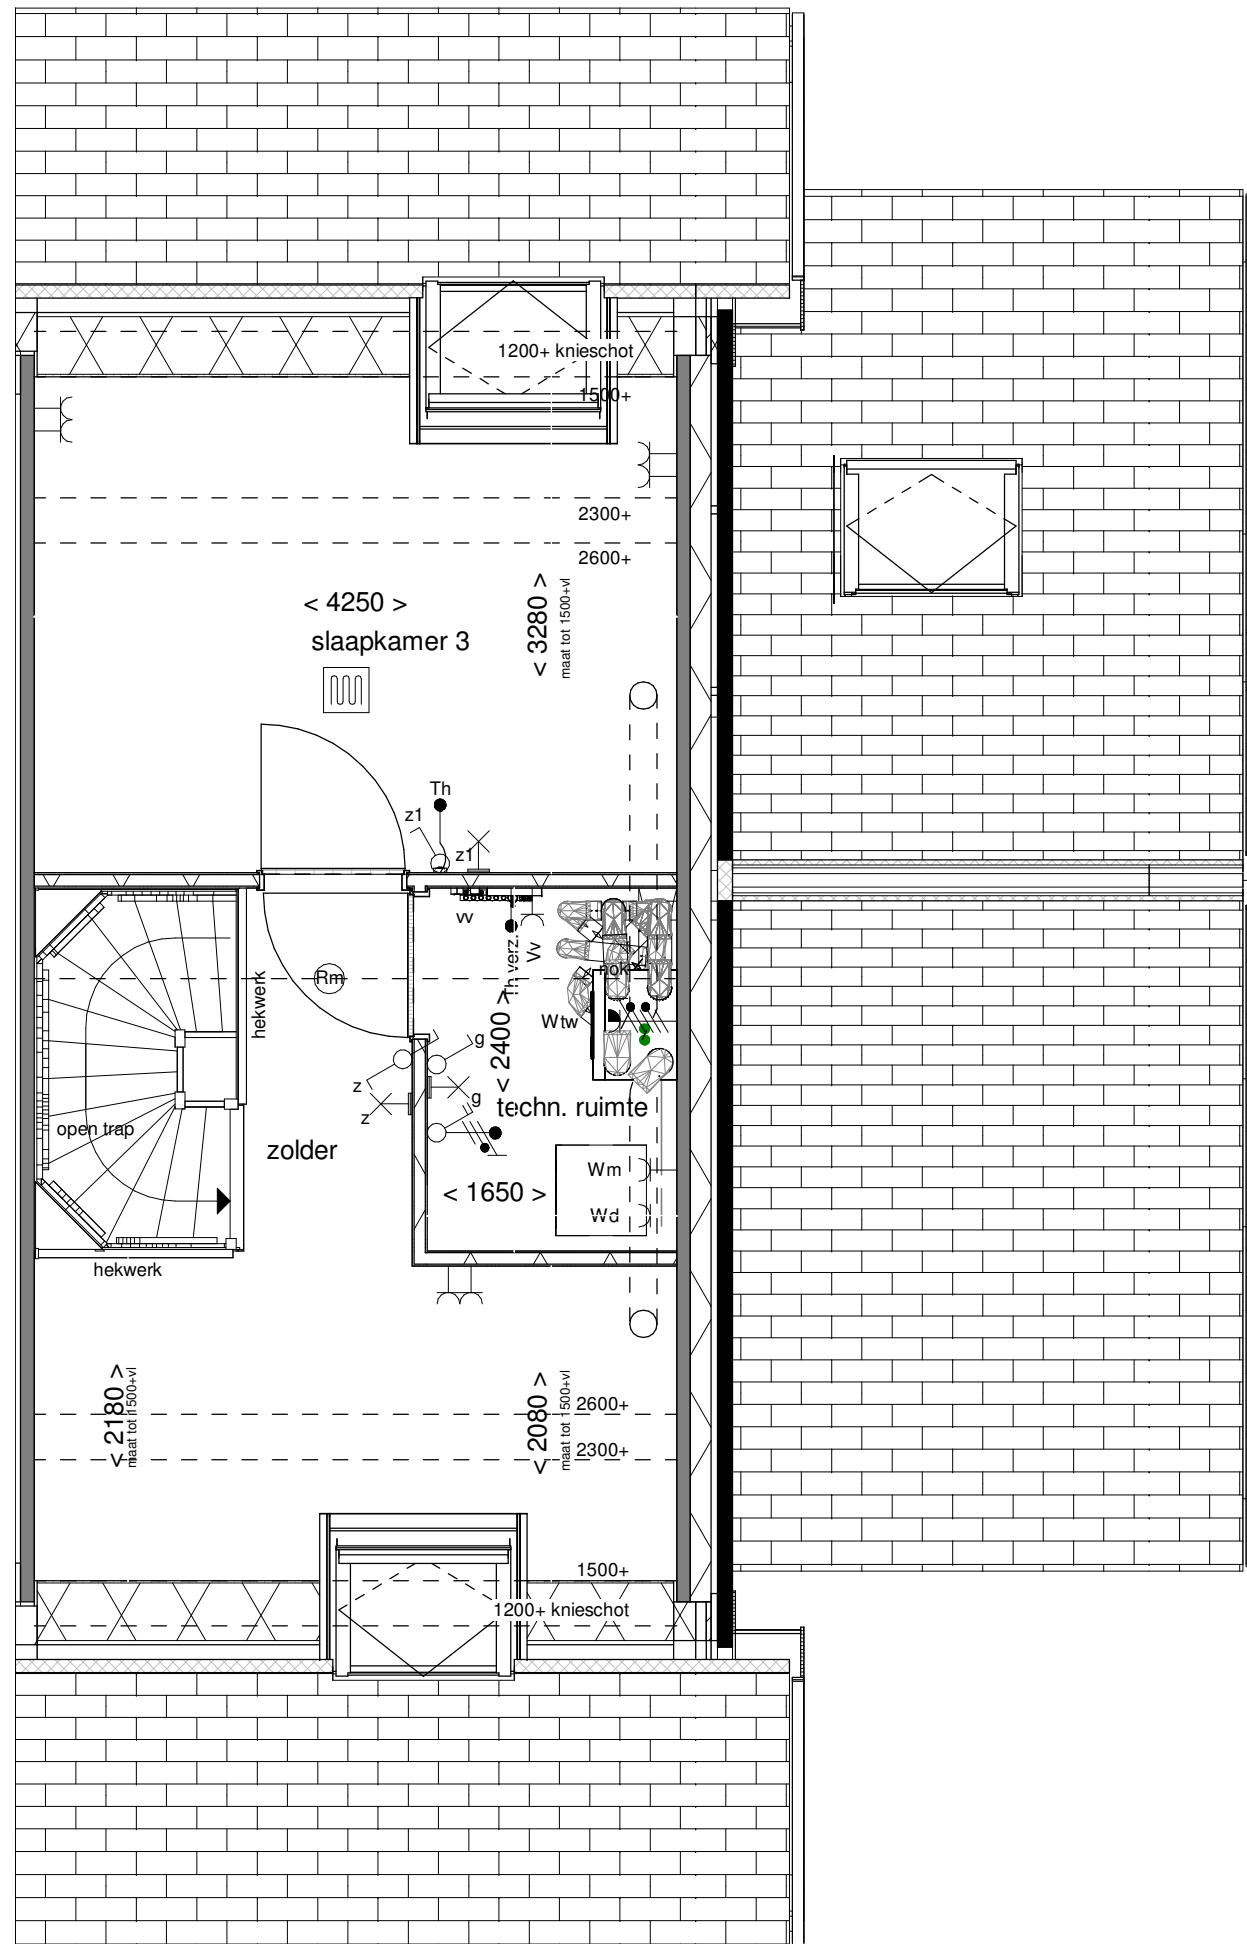 1200+ knieschot
1500+
2300+
2600+
< 4250 >
< 3280 >
maat tot 1500+vl
slaapkamer 3
Th
z1
z1
vv
Th verz.
Vv
nok
Rm
hekwerk
Wtw
< 2400 >
g
z
g
z
techn. ruimte
open trap
zolder
Wm
< 1650 >
Wd
hekwerk
< 2180 >
maat tot 1500+vl
< 2080 >
maat tot 1500+vl
2600+
2300+
1500+
1200+ knieschot